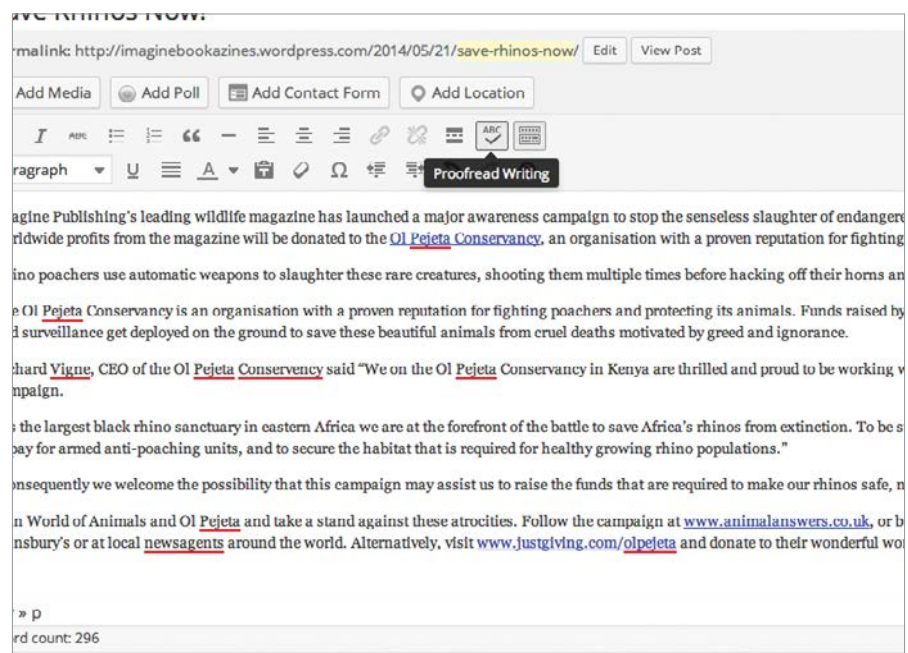 ave Rhinos Now!
rmalink: http://imaginebookazines.wordpress.com/2014/05/21/save-rhinos-now/ Edit View Post
Add Media Add Poll Add Contact Form Add Location
I ABC ABC
ragraph U A Ω Proofread Writing
agine Publishing's leading wildlife magazine has launched a major awareness campaign to stop the senseless slaughter of endangere
rldwide profits from the magazine will be donated to the Ol Pejeta Conservancy, an organisation with a proven reputation for fighting
ino poachers use automatic weapons to slaughter these rare creatures, shooting them multiple times before hacking off their horns an
e Ol Pejeta Conservancy is an organisation with a proven reputation for fighting poachers and protecting its animals. Funds raised by
d surveillance get deployed on the ground to save these beautiful animals from cruel deaths motivated by greed and ignorance.
chard Vigne, CEO of the Ol Pejeta Conservency said “We on the Ol Pejeta Conservancy in Kenya are thrilled and proud to be working w
mpaign.
s the largest black rhino sanctuary in eastern Africa we are at the forefront of the battle to save Africa's rhinos from extinction. To be s
pay for armed anti-poaching units, and to secure the habitat that is required for healthy growing rhino populations.”
onsequently we welcome the possibility that this campaign may assist us to raise the funds that are required to make our rhinos safe, n
n World of Animals and Ol Pejeta and take a stand against these atrocities. Follow the campaign at www.animalanswers.co.uk, or b
insbury's or at local newsagents around the world. Alternatively, visit www.justgiving.com/olpejeta and donate to their wonderful wo
» p
rd count: 296